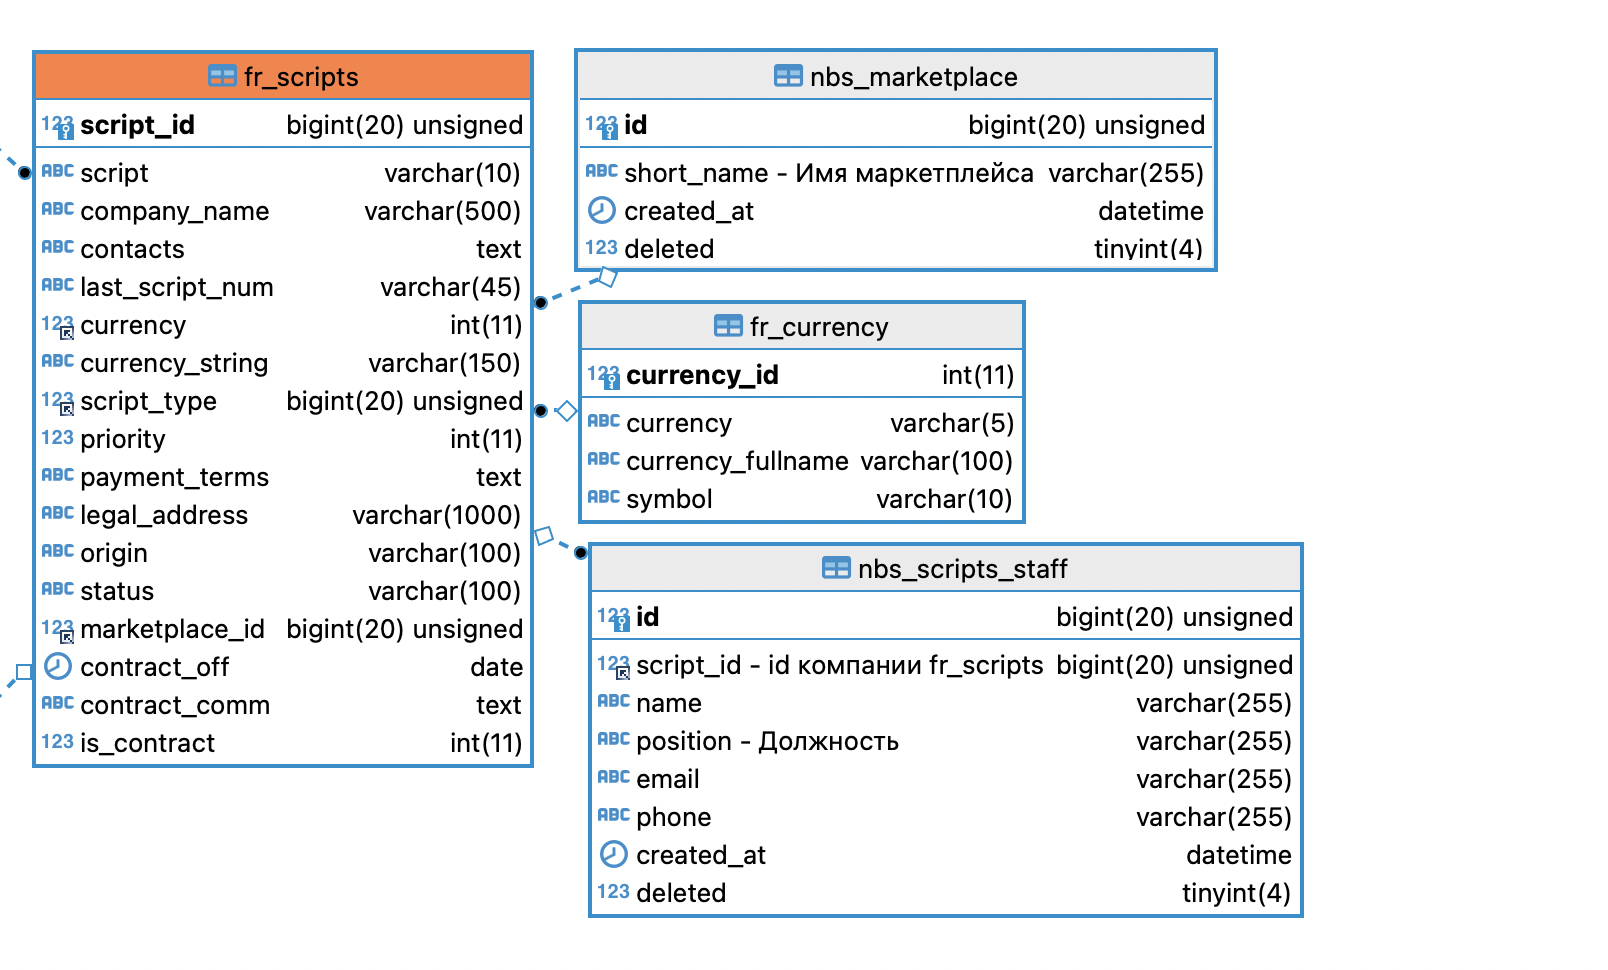 fr_scripts
123 script_id bigint(20) unsigned
ABC script varchar(10)
ABC company_name varchar(500)
ABC contacts text
ABC last_script_num varchar(45)
123 currency int(11)
ABC currency_string varchar(150)
123 script_type bigint(20) unsigned
123 priority int(11)
ABC payment_terms text
ABC legal_address varchar(1000)
ABC origin varchar(100)
ABC status varchar(100)
123 marketplace_id bigint(20) unsigned
contract_off date
ABC contract_comm text
123 is_contract int(11)
nbs_marketplace
123 id bigint(20) unsigned
ABC short_name - Имя маркетплейса varchar(255)
created_at datetime
123 deleted tinyint(4)
fr_currency
123 currency_id int(11)
ABC currency varchar(5)
ABC currency_fullname varchar(100)
ABC symbol varchar(10)
nbs_scripts_staff
123 id bigint(20) unsigned
123 script_id - id компании fr_scripts bigint(20) unsigned
ABC name varchar(255)
ABC position - Должность varchar(255)
ABC email varchar(255)
ABC phone varchar(255)
created_at datetime
123 deleted tinyint(4)